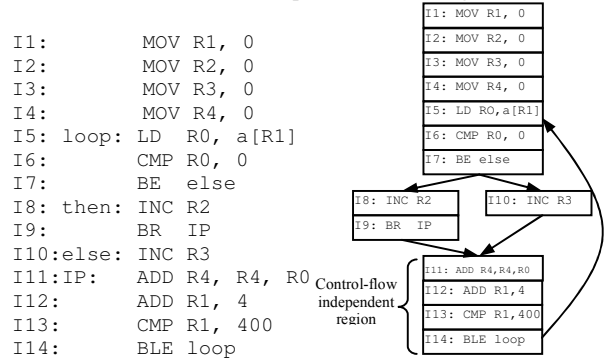 I1: MOV R1, 0
I2: MOV R2, 0
I3: MOV R3, 0
I4: MOV R4, 0
I5: loop: LD R0, a[R1]
I6: CMP R0, 0
I7: BE else
I8: then: INC R2
I9: BR IP
I10:else: INC R3
I11:IP: ADD R4, R4, R0
I12: ADD R1, 4
I13: CMP R1, 400
I14: BLE loop
I1: MOV R1, 0
I2: MOV R2, 0
I3: MOV R3, 0
I4: MOV R4, 0
I5: LD RO,a[R1]
I6: CMP R0, 0
I7: BE else
I8: INC R2
I9: BR IP
I10: INC R3
Control-flow
independent
region
I11: ADD R4,R4,R0
I12: ADD R1,4
I13: CMP R1,400
I14: BLE loop